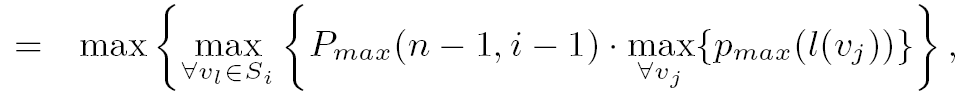 = max { max_{∀v_l∈S_i} { P_{max}(n − 1, i − 1) · max_{∀v_j} {p_{max}(l(v_j))} } ,